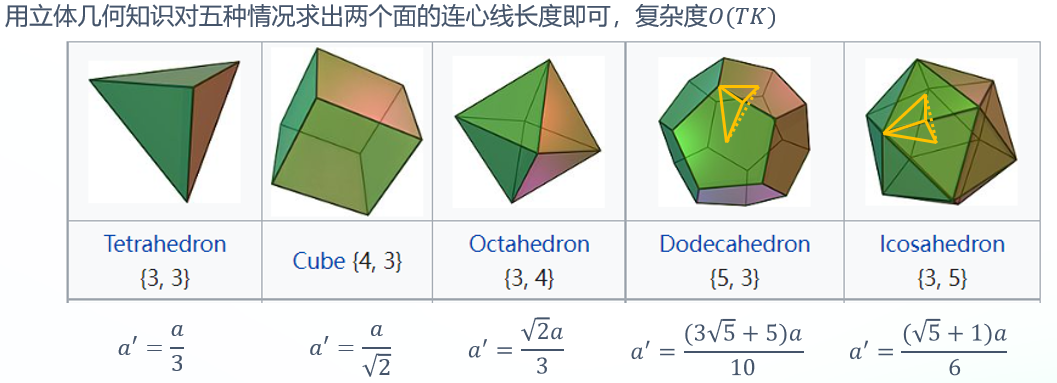 用立体几何知识对五种情况求出两个面的连心线长度即可，复杂度O(TK)
Tetrahedron {3, 3}
Cube {4, 3}
Octahedron {3, 4}
Dodecahedron {5, 3}
Icosahedron {3, 5}
a′ = a/3
a′ = a/√2
a′ = √2a/3
a′ = (3√5 + 5)a/10
a′ = (√5 + 1)a/6